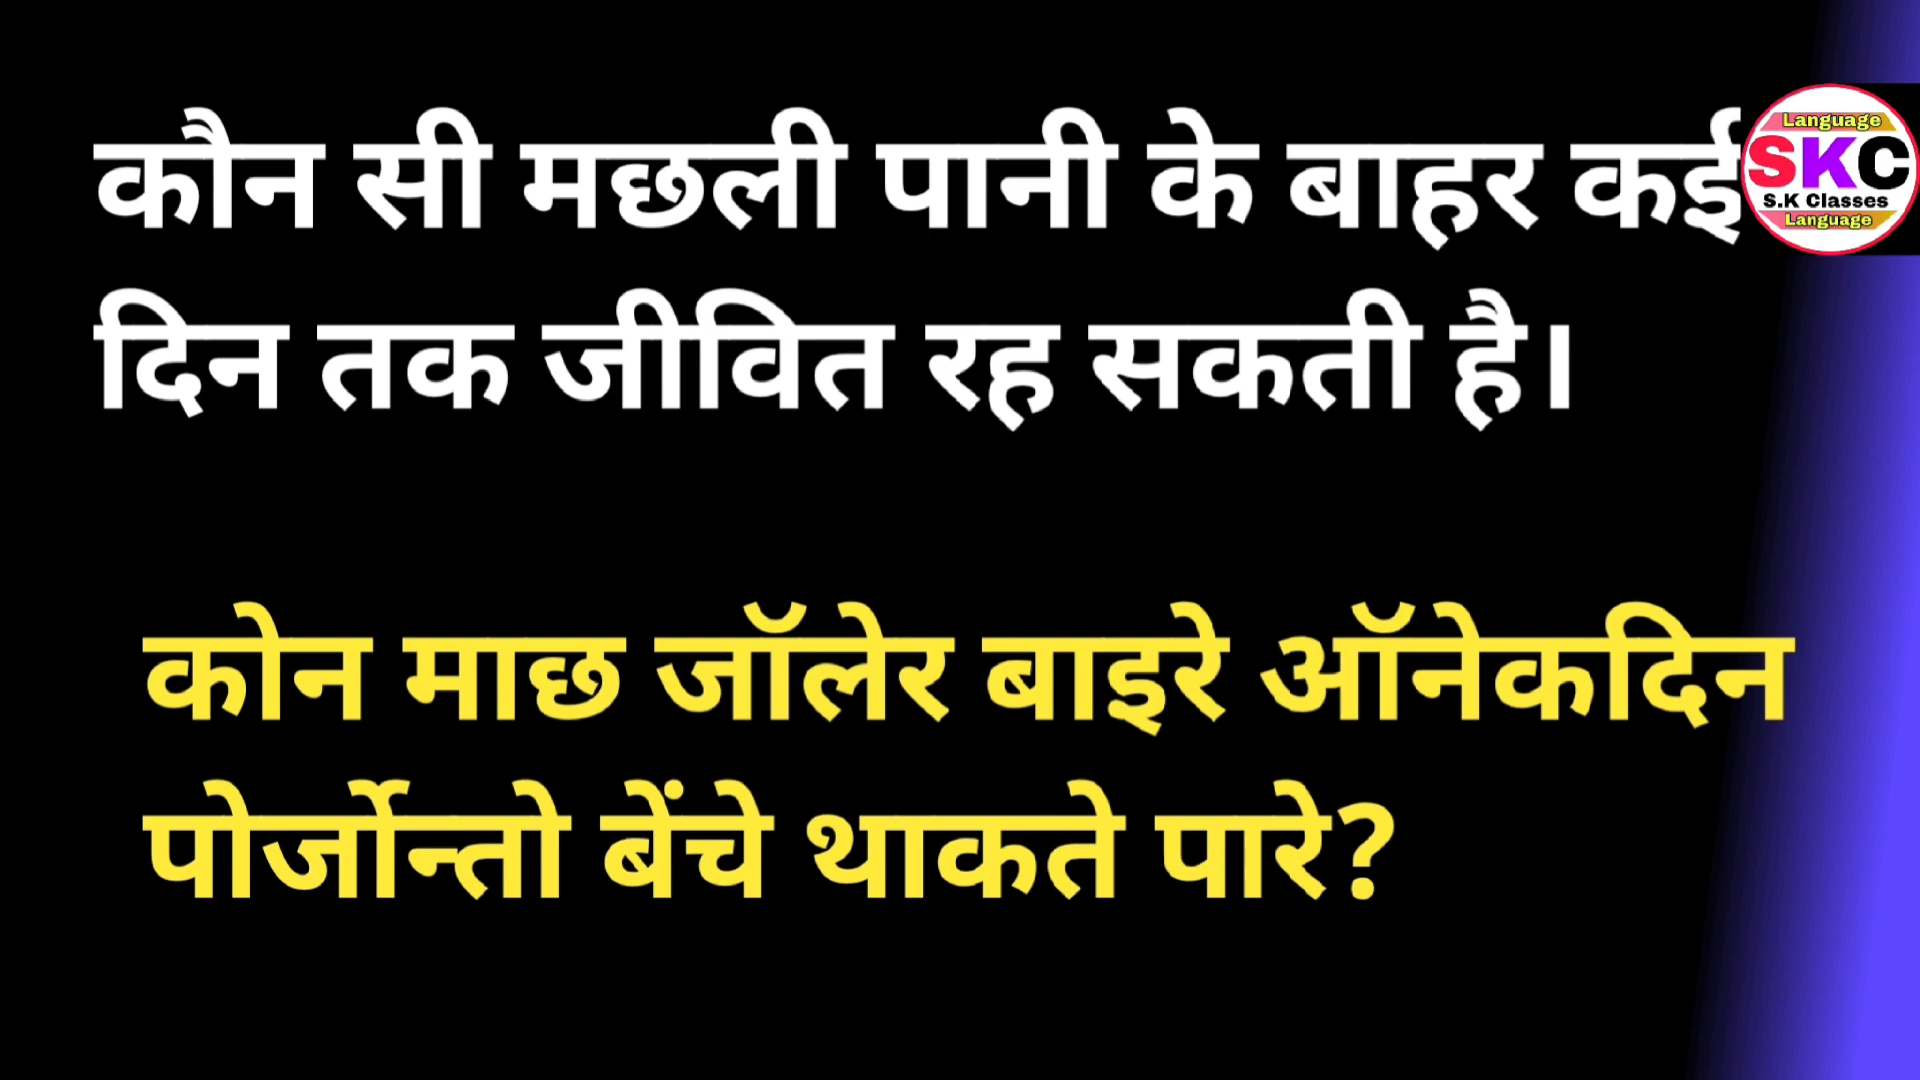 कौन सी मछली पानी के बाहर कई
दिन तक जीवित रह सकती है।
Language
SKC
S.K Classes
Language
कोन माछ जॉलेर बाइरे ऑनेकदिन
पोर्जोन्तो बेंचे थाकते पारे?